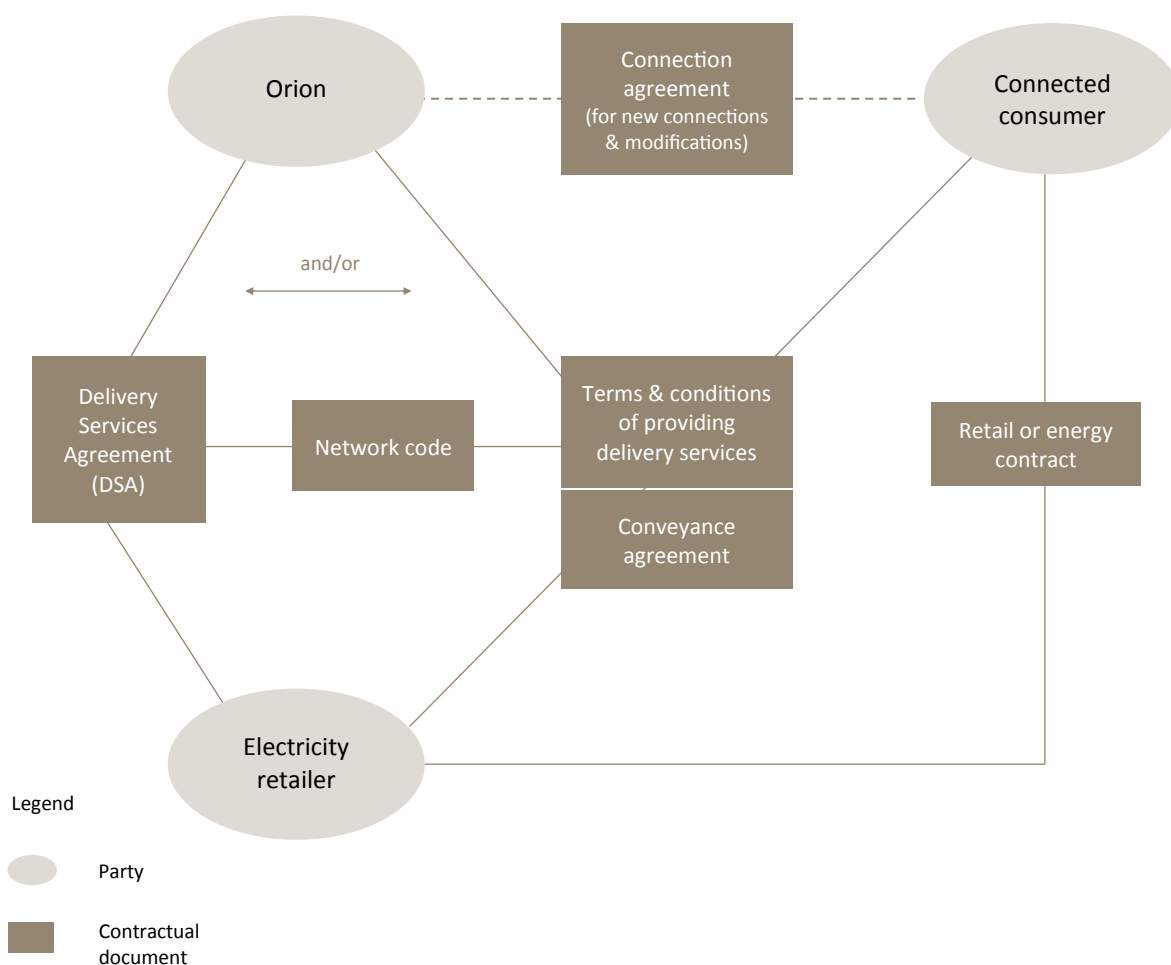 Orion
Connection
agreement
(for new connections
& modifications)
Connected
consumer
and/or
Delivery
Services
Agreement
(DSA)
Network code
Terms & conditions
of providing
delivery services
Conveyance
agreement
Retail or energy
contract
Electricity
retailer
Legend
Party
Contractual
document